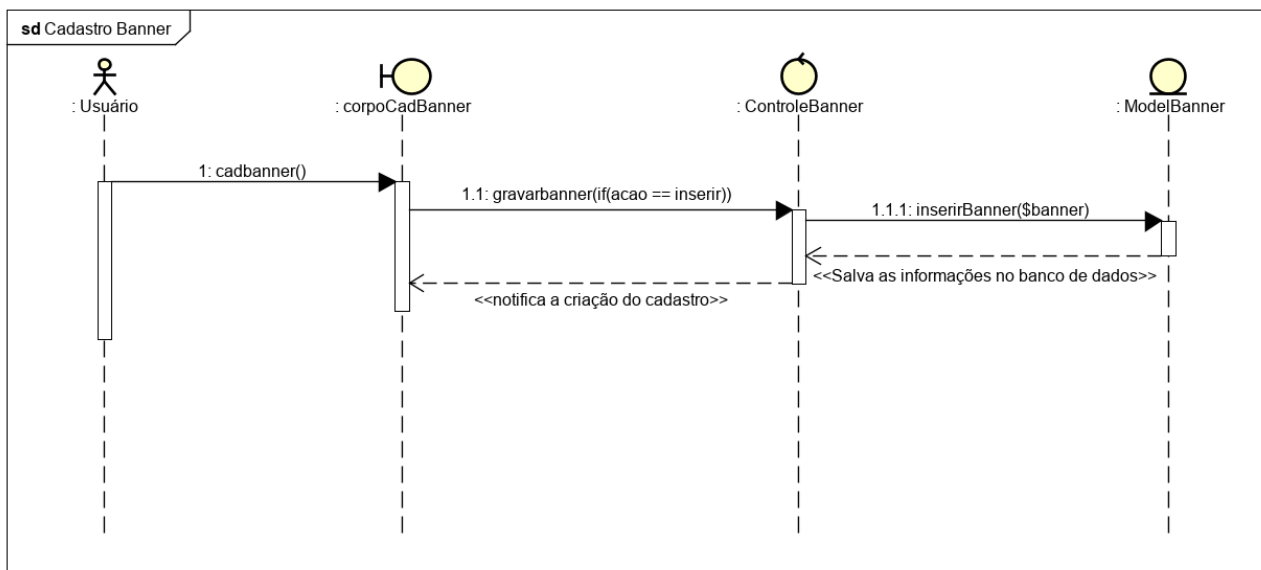 sd Cadastro Banner
: Usuário
: corpoCadBanner
: ControleBanner
: ModelBanner
1: cadbanner()
1.1: gravarbanner(if(acao == inserir))
1.1.1: inserirBanner($banner)
<<Salva as informações no banco de dados>>
<<notifica a criação do cadastro>>